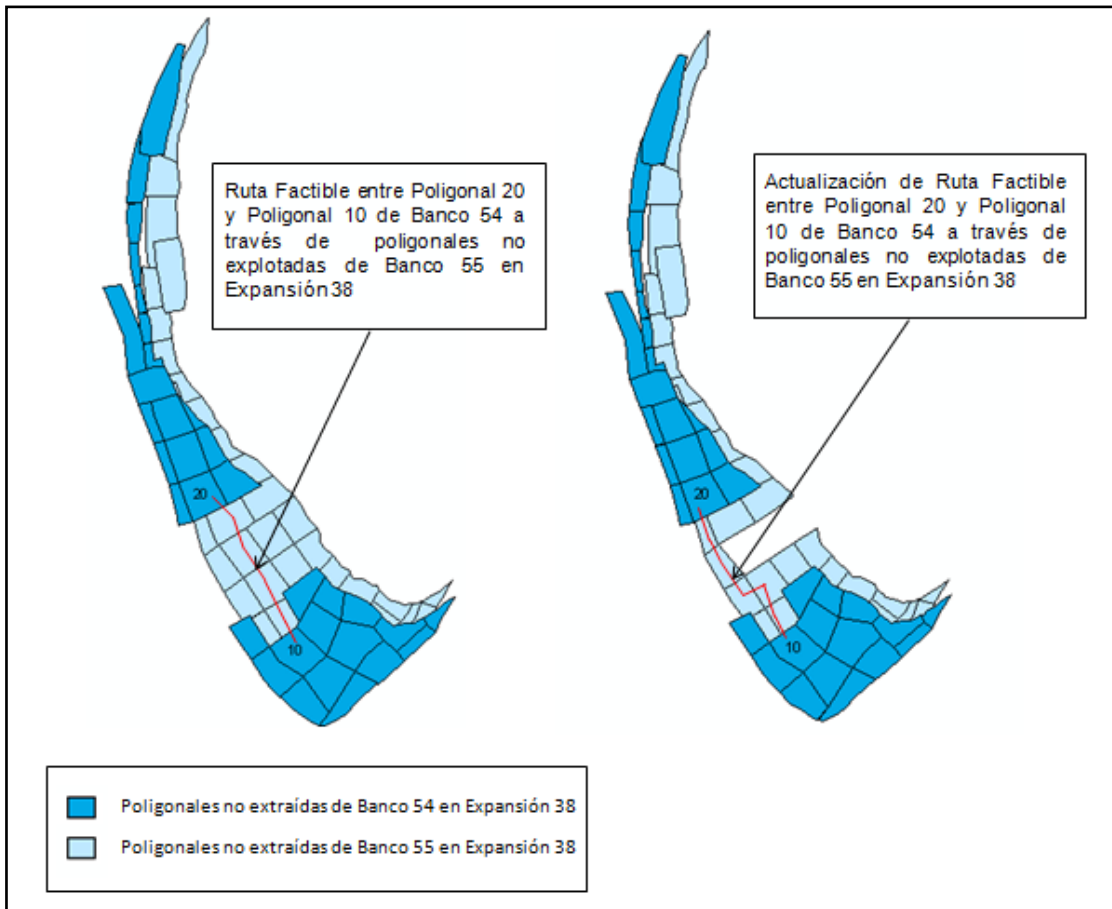 Ruta Factible entre Poligonal 20
y Poligonal 10 de Banco 54 a
través de poligonales no
explotadas de Banco 55 en
Expansión 38
Actualización de Ruta Factible
entre Poligonal 20 y Poligonal
10 de Banco 54 a través de
poligonales no explotadas de
Banco 55 en Expansión 38
20
10
20
10
Poligonales no extraídas de Banco 54 en Expansión 38
Poligonales no extraídas de Banco 55 en Expansión 38